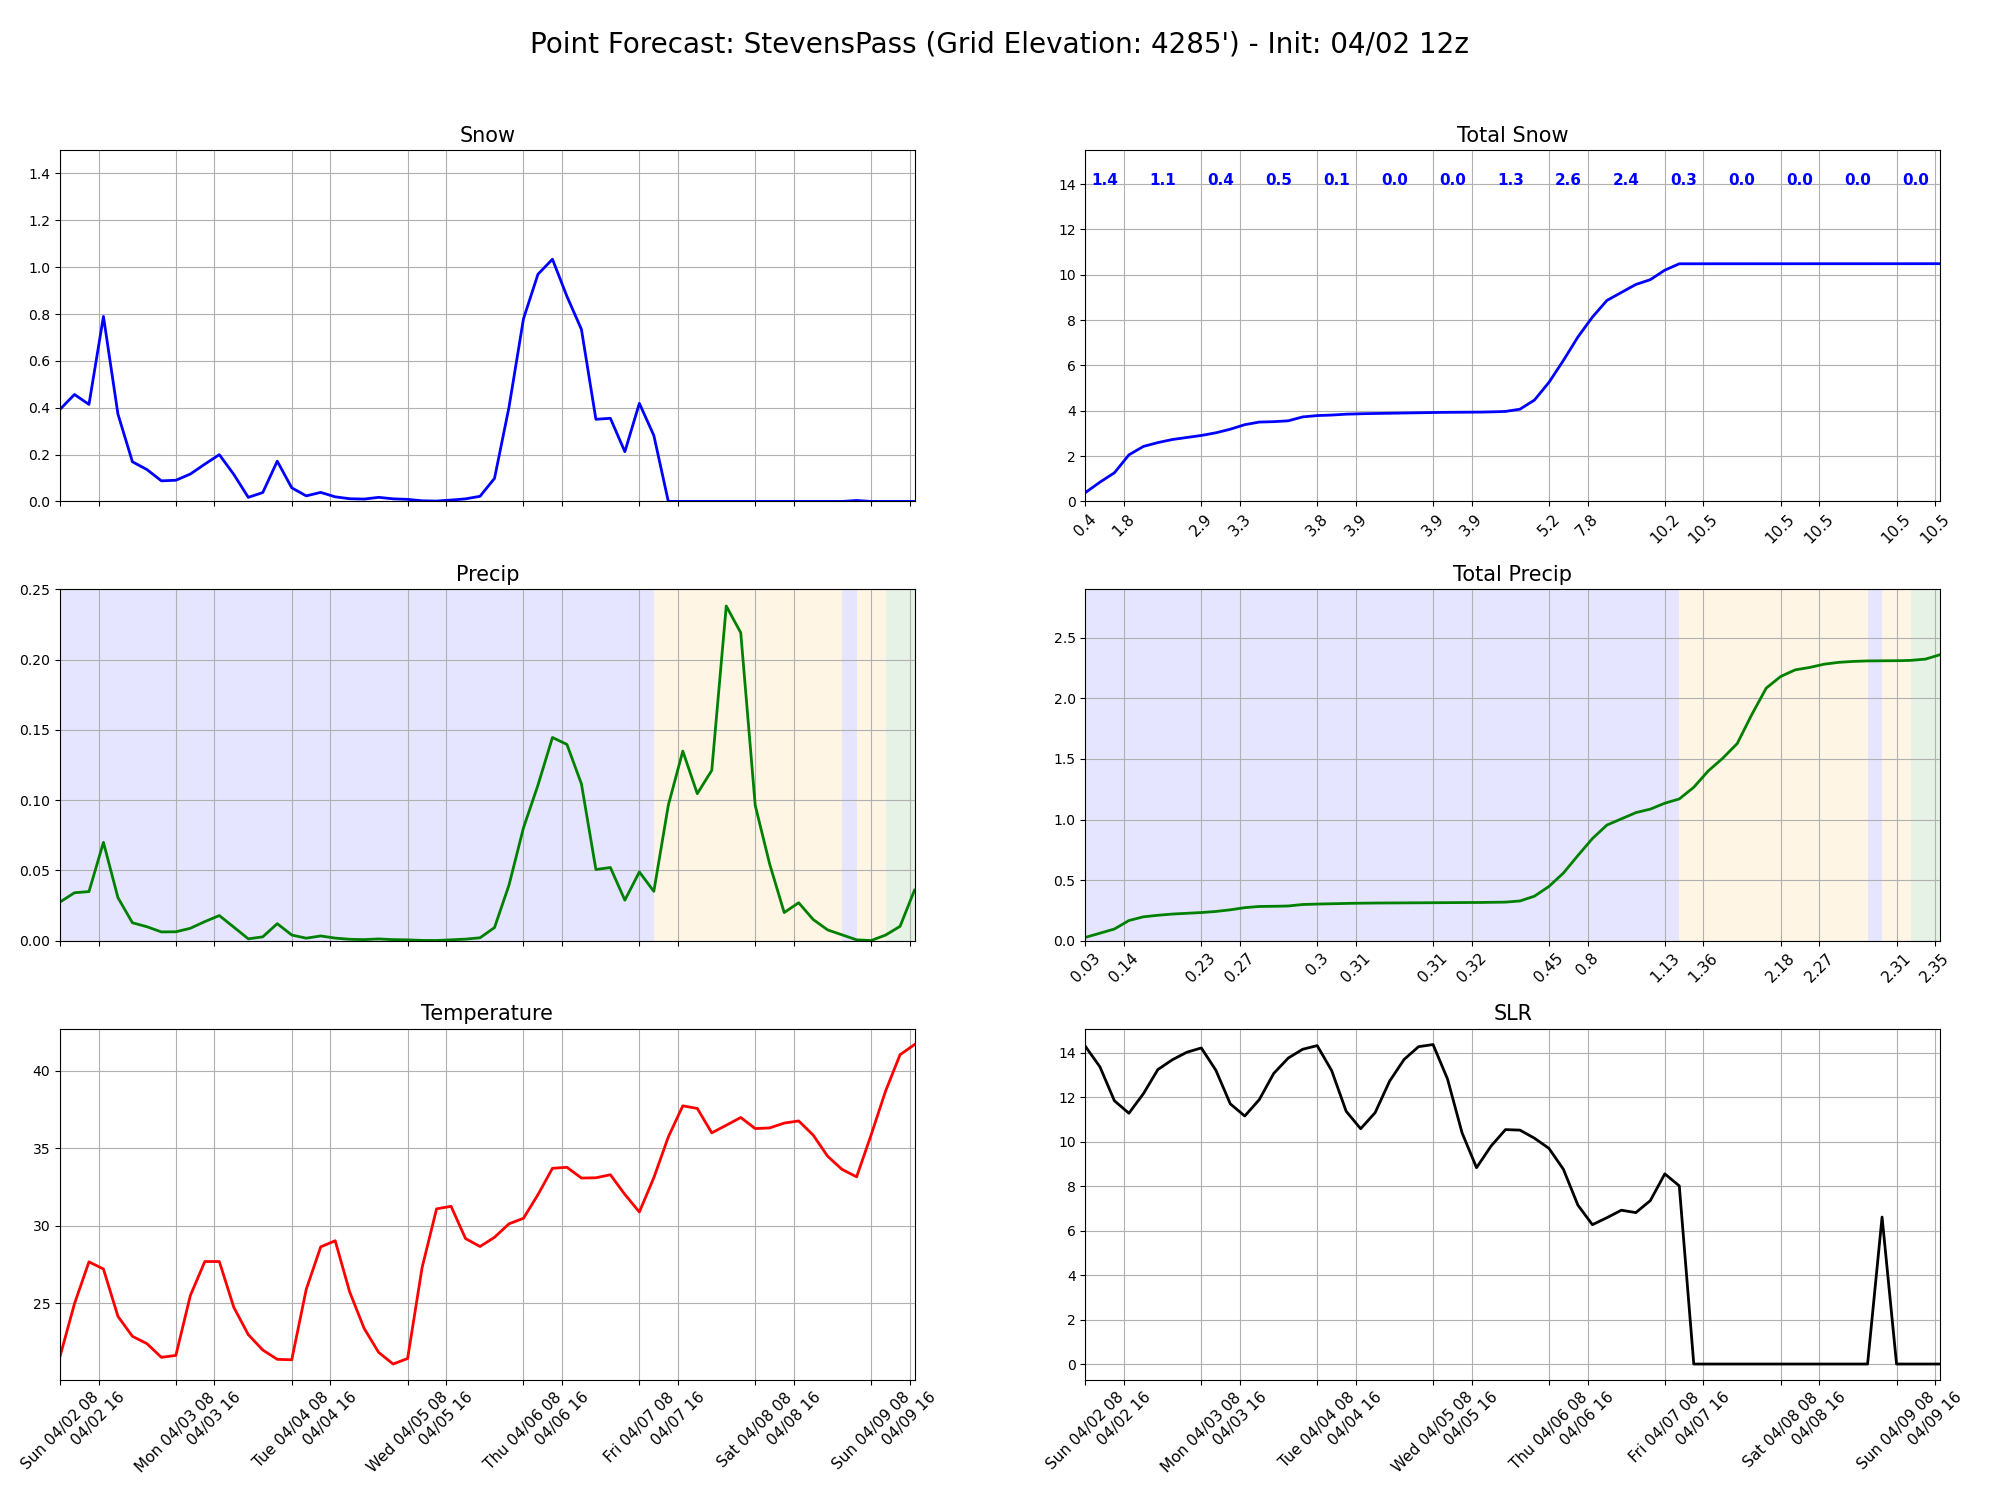 Point Forecast: StevensPass (Grid Elevation: 4285') - Init: 04/02 12z
Snow
1.4
1.2
1.0
0.8
0.6
0.4
0.2
0.0
Total Snow
1.4 1.1 0.4 0.5 0.1 0.0 0.0 1.3 2.6 2.4 0.3 0.0 0.0 0.0 0.0
14
12
10
8
6
4
2
0
0.4 1.8 2.9 3.3 3.8 3.9 3.9 3.9 5.2 7.8 10.2 10.5 10.5 10.5 10.5 10.5
Precip
0.25
0.20
0.15
0.10
0.05
0.00
Total Precip
2.5
2.0
1.5
1.0
0.5
0.0
0.03 0.14 0.23 0.27 0.3 0.31 0.31 0.32 0.45 0.8 1.13 1.36 2.18 2.27 2.31 2.35
Temperature
40
35
30
25
Sun 04/02 08
04/02 16
Mon 04/03 08
04/03 16
Tue 04/04 08
04/04 16
Wed 04/05 08
04/05 16
Thu 04/06 08
04/06 16
Fri 04/07 08
04/07 16
Sat 04/08 08
04/08 16
Sun 04/09 08
04/09 16
SLR
14
12
10
8
6
4
2
0
Sun 04/02 08
04/02 16
Mon 04/03 08
04/03 16
Tue 04/04 08
04/04 16
Wed 04/05 08
04/05 16
Thu 04/06 08
04/06 16
Fri 04/07 08
04/07 16
Sat 04/08 08
04/08 16
Sun 04/09 08
04/09 16